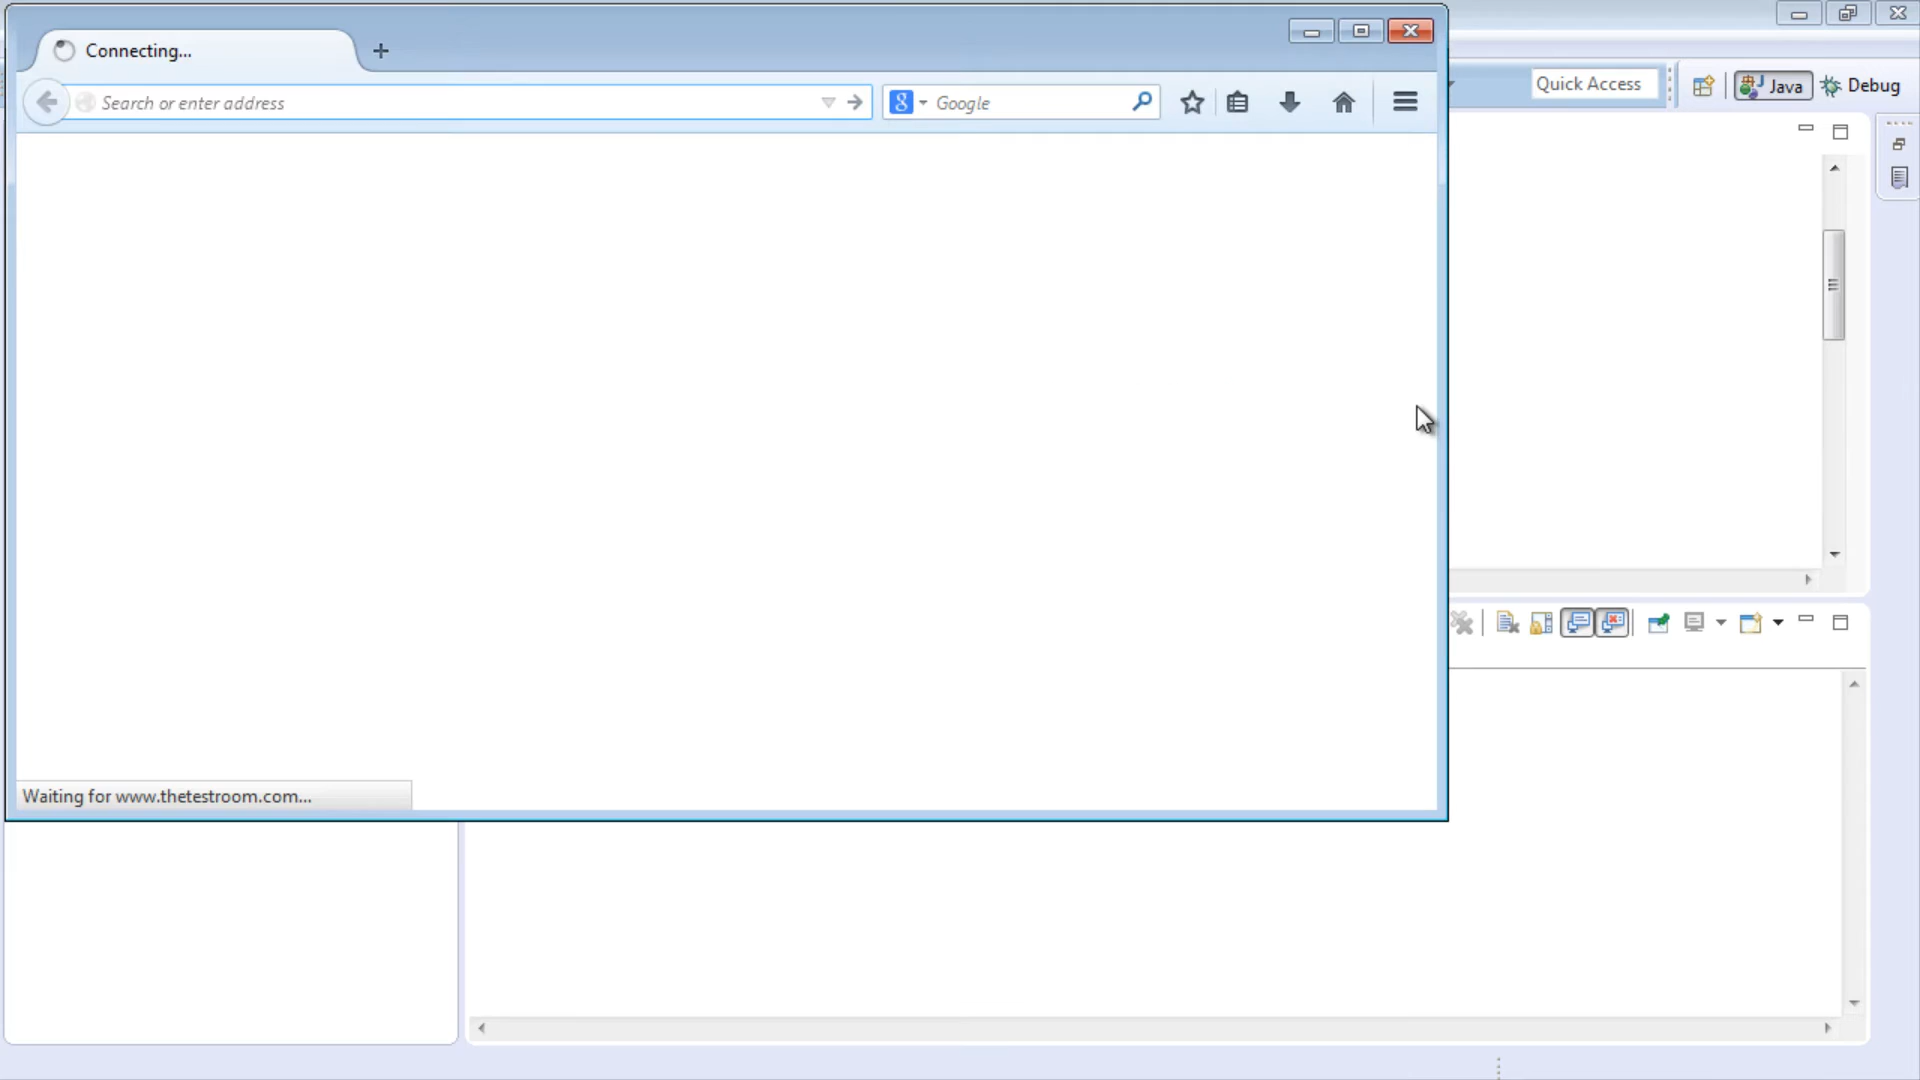 Connecting...
Search or enter address
Google
Quick Access
Java
Debug
Waiting for www.thetestroom.com...